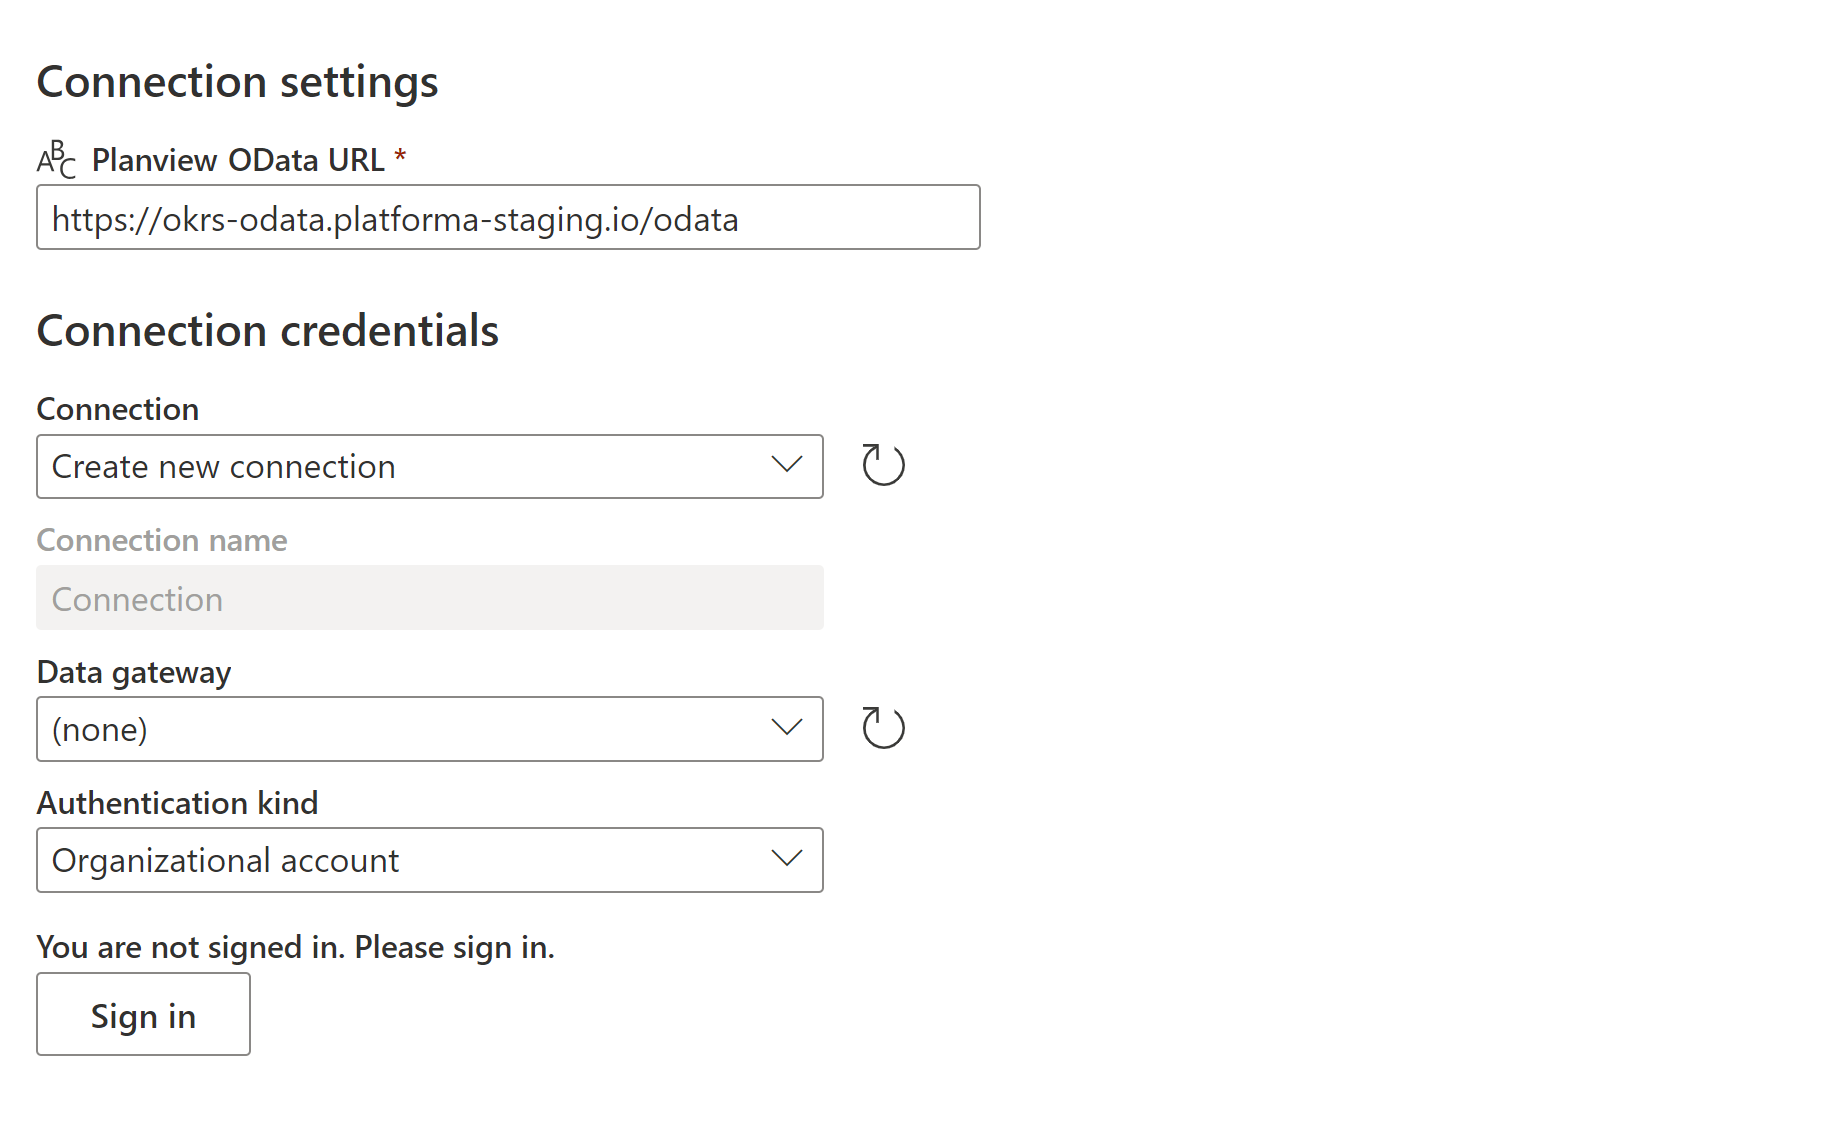 Connection settings
ABC Planview OData URL *
https://okrs-odata.platforma-staging.io/odata
Connection credentials
Connection
Create new connection
Connection name
Connection
Data gateway
(none)
Authentication kind
Organizational account
You are not signed in. Please sign in.
Sign in